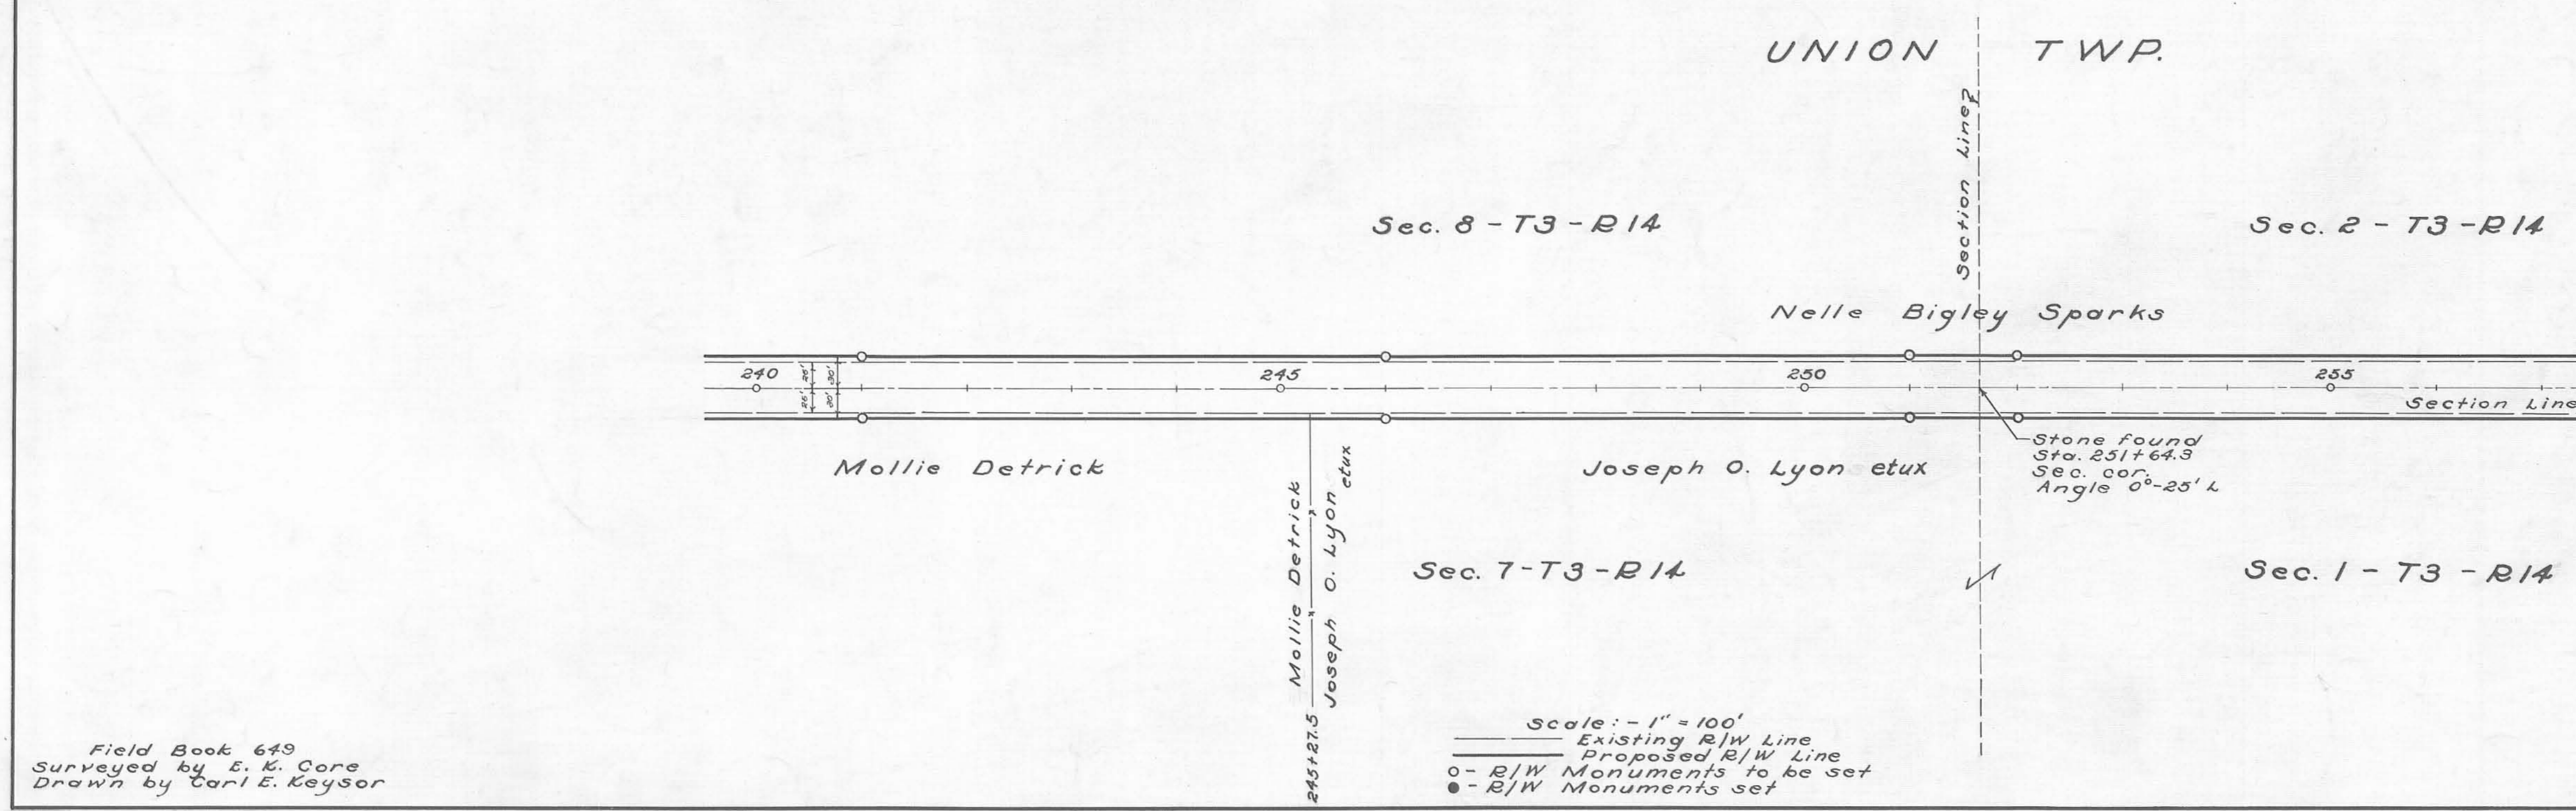 UNION TWP.
Section Line
Sec. 8 - T3 - R 14
Sec. 2 - T3 - R 14
Nelle Bigley Sparks
240
245
250
255
25'
30'
25'
30'
Section Line
Mollie Detrick
Joseph O. Lyon etux
Stone found
Sta. 251+64.3
Sec. cor.
Angle 0°-25' L
Mollie Detrick
Joseph O. Lyon etux
245+27.5
Sec. 7 - T3 - R 14
Sec. 1 - T3 - R 14
Scale: - 1" = 100'
Existing R/W Line
Proposed R/W Line
o - R/W Monuments to be set
● - R/W Monuments set
Field Book 649
Surveyed by E. K. Core
Drawn by Carl E. Keysor